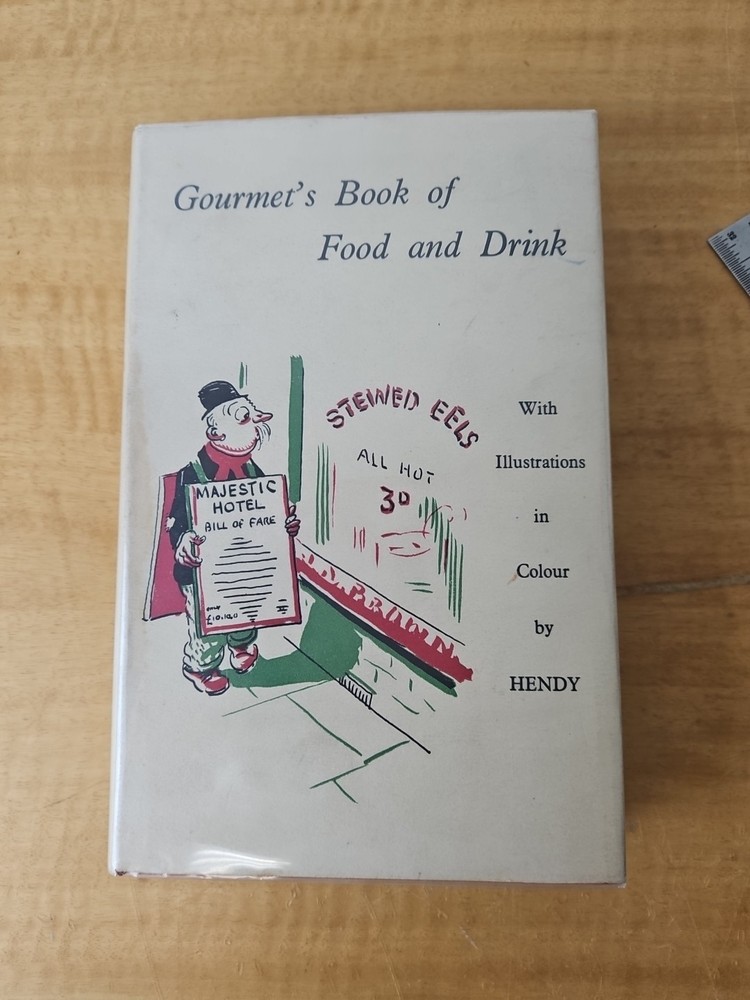 Gourmet's Book of
Food and Drink
STEWED EELS
ALL HOT
3D
MAJESTIC
HOTEL
BILL OF FARE
With
Illustrations
in
Colour
by
HENDY
32